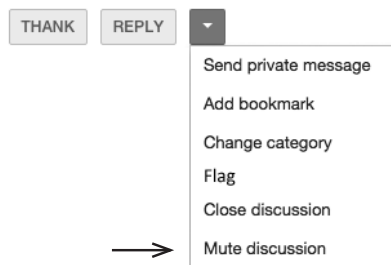 THANK REPLY
Send private message
Add bookmark
Change category
Flag
Close discussion
Mute discussion